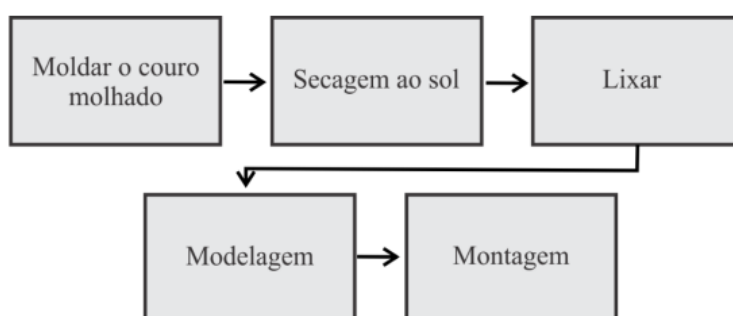 Moldar o couro
molhado
Secagem ao sol
Lixar
Modelagem
Montagem